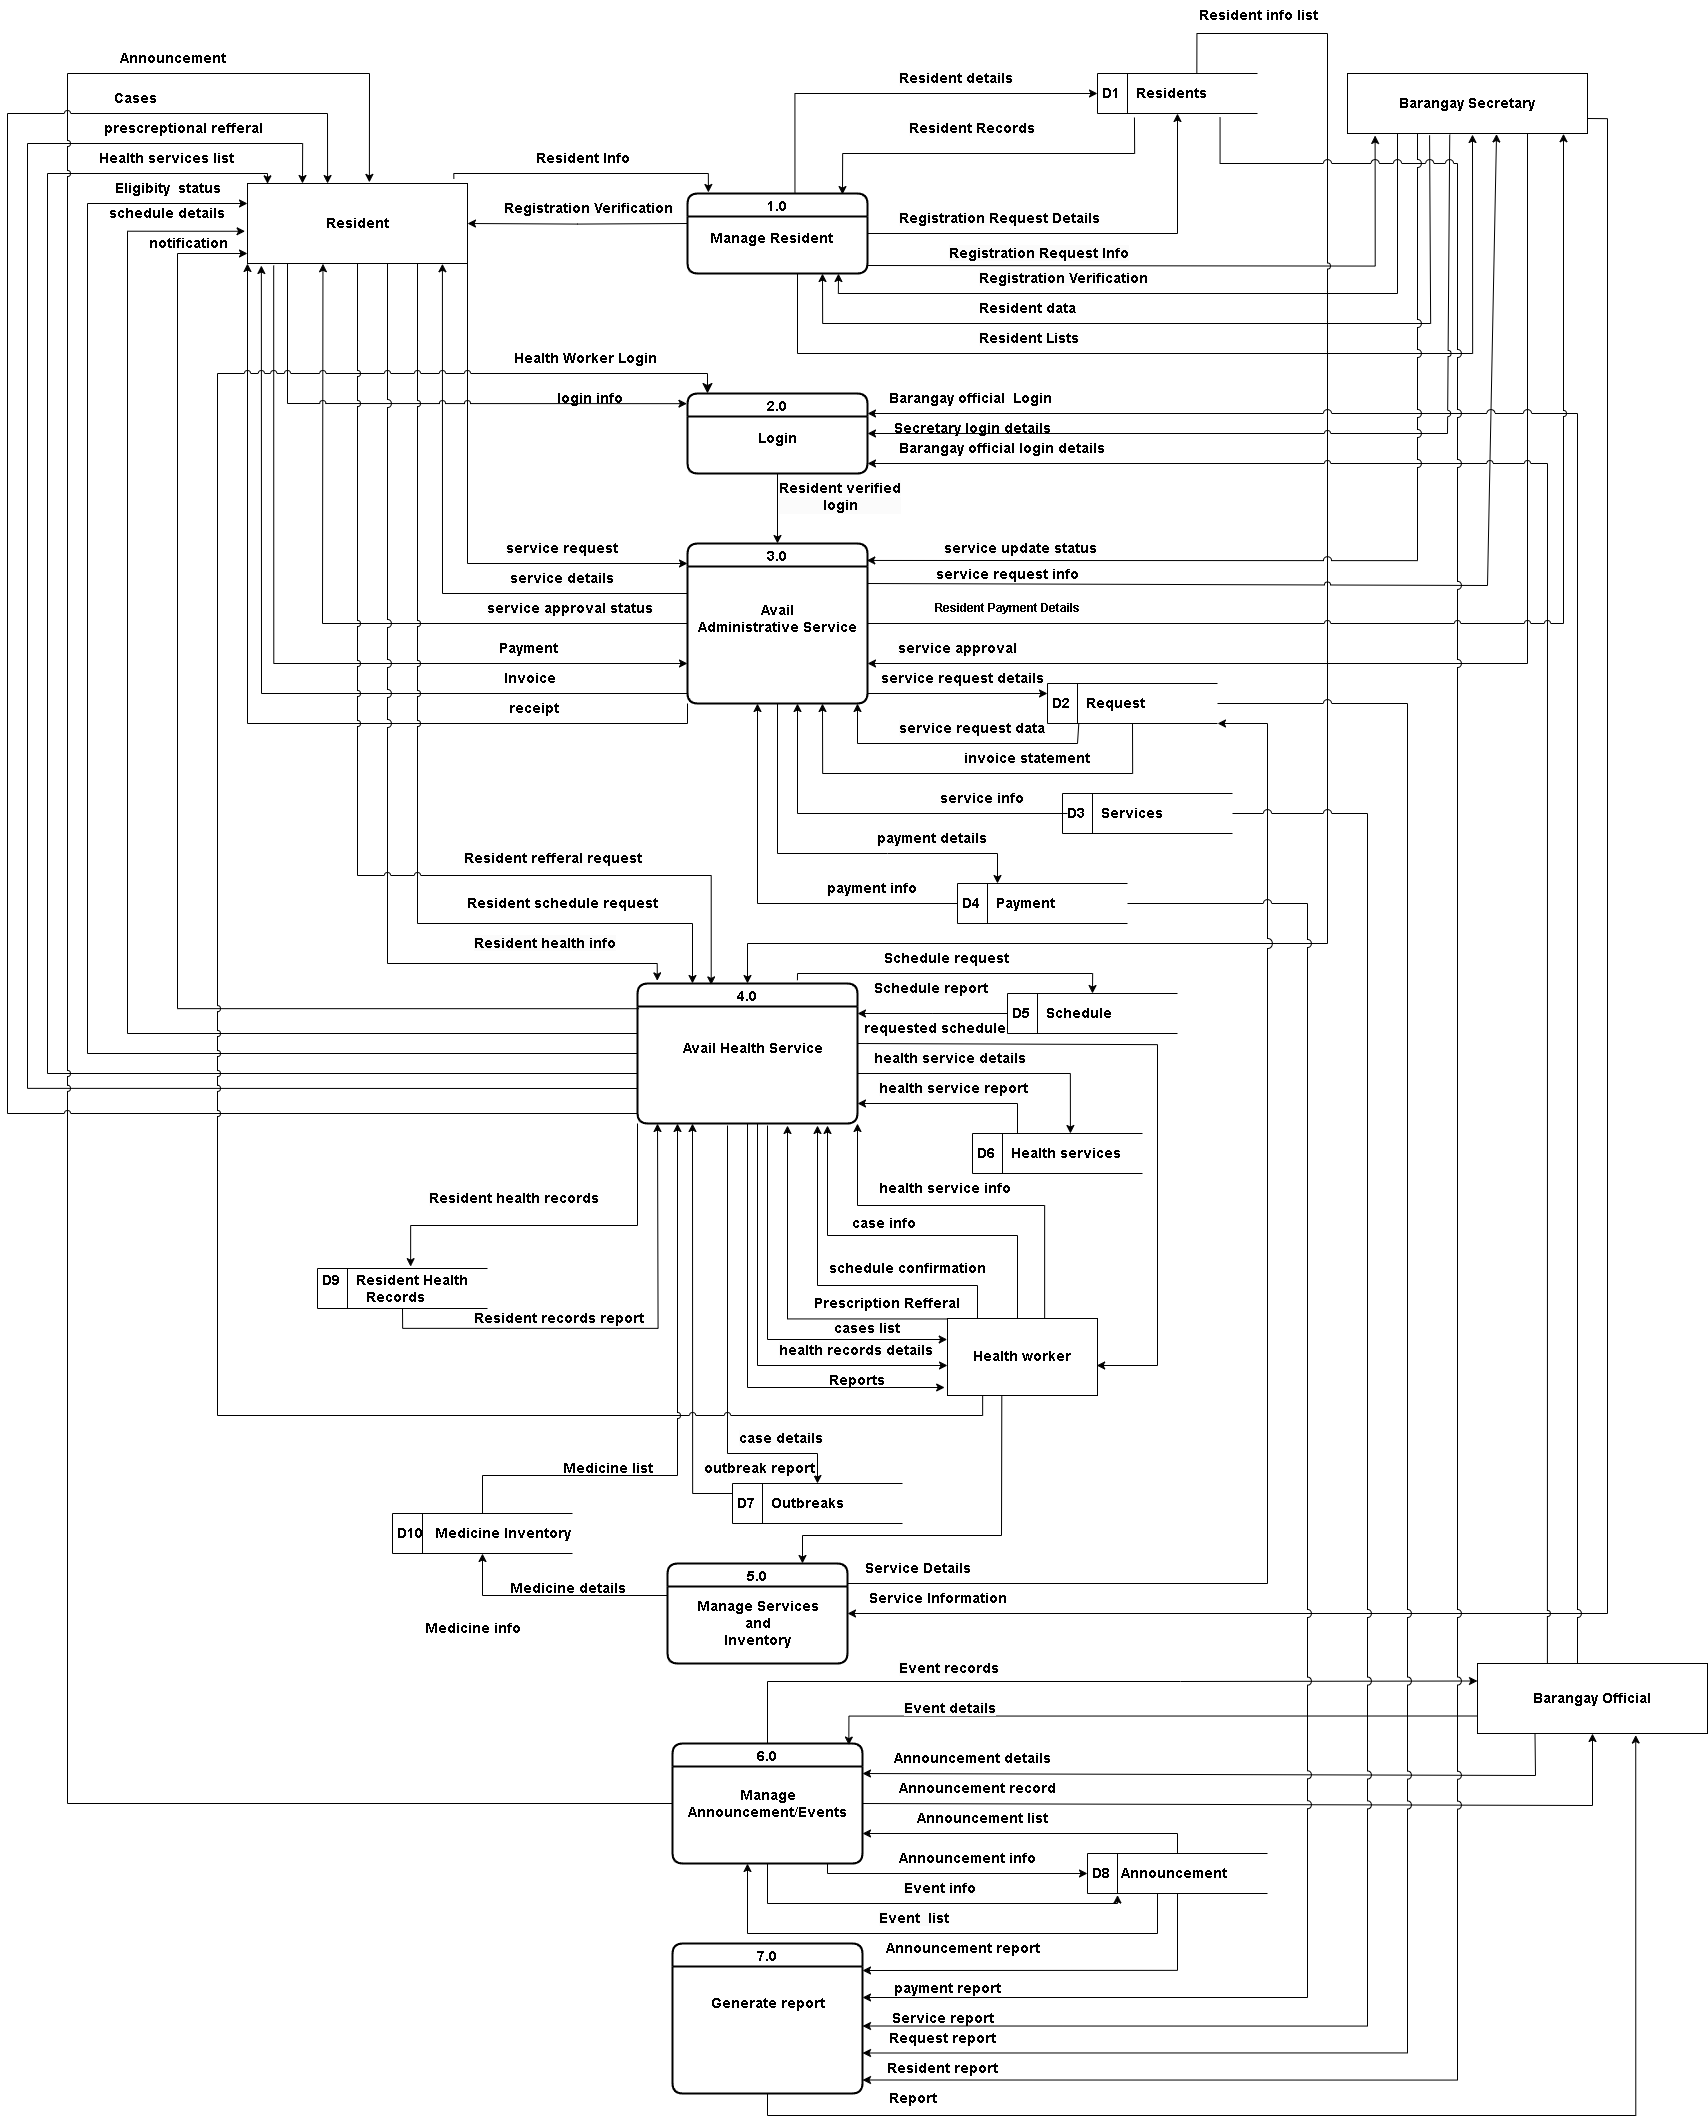 Resident info list
Announcement
Resident details
D1
Residents
Barangay Secretary
Cases
prescreptional refferal
Resident Records
Health services list
Resident Info
Eligibity  status
schedule details
notification
Resident
Registration Verification
1.0
Manage Resident
Registration Request Details
Registration Request Info
Registration Verification
Resident data
Resident Lists
Health Worker Login
login info
2.0
Login
Barangay official  Login
Secretary login details
Barangay official login details
Resident verified
login
service request
service details
service approval status
Payment
Invoice
receipt
3.0
Avail
Administrative Service
service update status
service request info
Resident Payment Details
service approval
service request details
D2
Request
service request data
invoice statement
service info
D3
Services
payment details
payment info
D4
Payment
Resident refferal request
Resident schedule request
Resident health info
Schedule request
Schedule report
D5
Schedule
4.0
Avail Health Service
requested schedule
health service details
health service report
D6
Health services
health service info
case info
schedule confirmation
Prescription Refferal
cases list
health records details
Reports
Health worker
Resident health records
D9
Resident Health
Records
Resident records report
case details
outbreak report
D7
Outbreaks
Medicine list
D10
Medicine Inventory
Medicine details
Medicine info
5.0
Manage Services
and
Inventory
Service Details
Service Information
Event records
Event details
Barangay Official
6.0
Manage
Announcement/Events
Announcement details
Announcement record
Announcement list
Announcement info
D8
Announcement
Event info
Event  list
7.0
Generate report
Announcement report
payment report
Service report
Request report
Resident report
Report